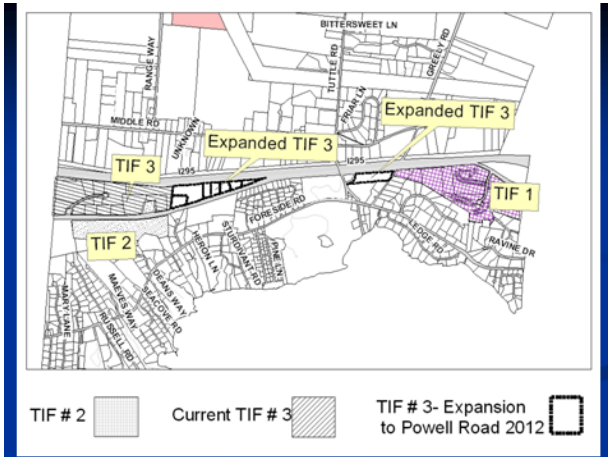 BITTERSWEET LN
RANGE WAY
TUTTLE RD
GREELY RD
FRIAR LN
MIDDLE RD
UNKNOWN
Expanded TIF 3
Expanded TIF 3
I295
TIF 3
I295
TIF 1
FORESIDE RD
TIF 2
HERON LN
STURDIVANT RD
PINE LN
LEDGE RD
RAVINE DR
DEANS WAY
MAEVES WAY
SEACOVE RD
MARY LANE
RUSSELL RD
TIF # 2
Current TIF # 3
TIF # 3- Expansion
to Powell Road 2012